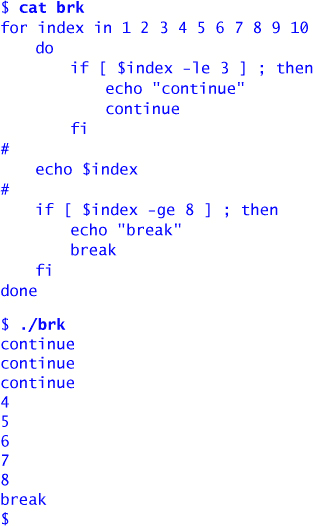 $ cat brk
for index in 1 2 3 4 5 6 7 8 9 10
    do
        if [ $index -le 3 ] ; then
            echo "continue"
            continue
        fi
#
    echo $index
#
    if [ $index -ge 8 ] ; then
        echo "break"
        break
    fi
done
$ ./brk
continue
continue
continue
4
5
6
7
8
break
$